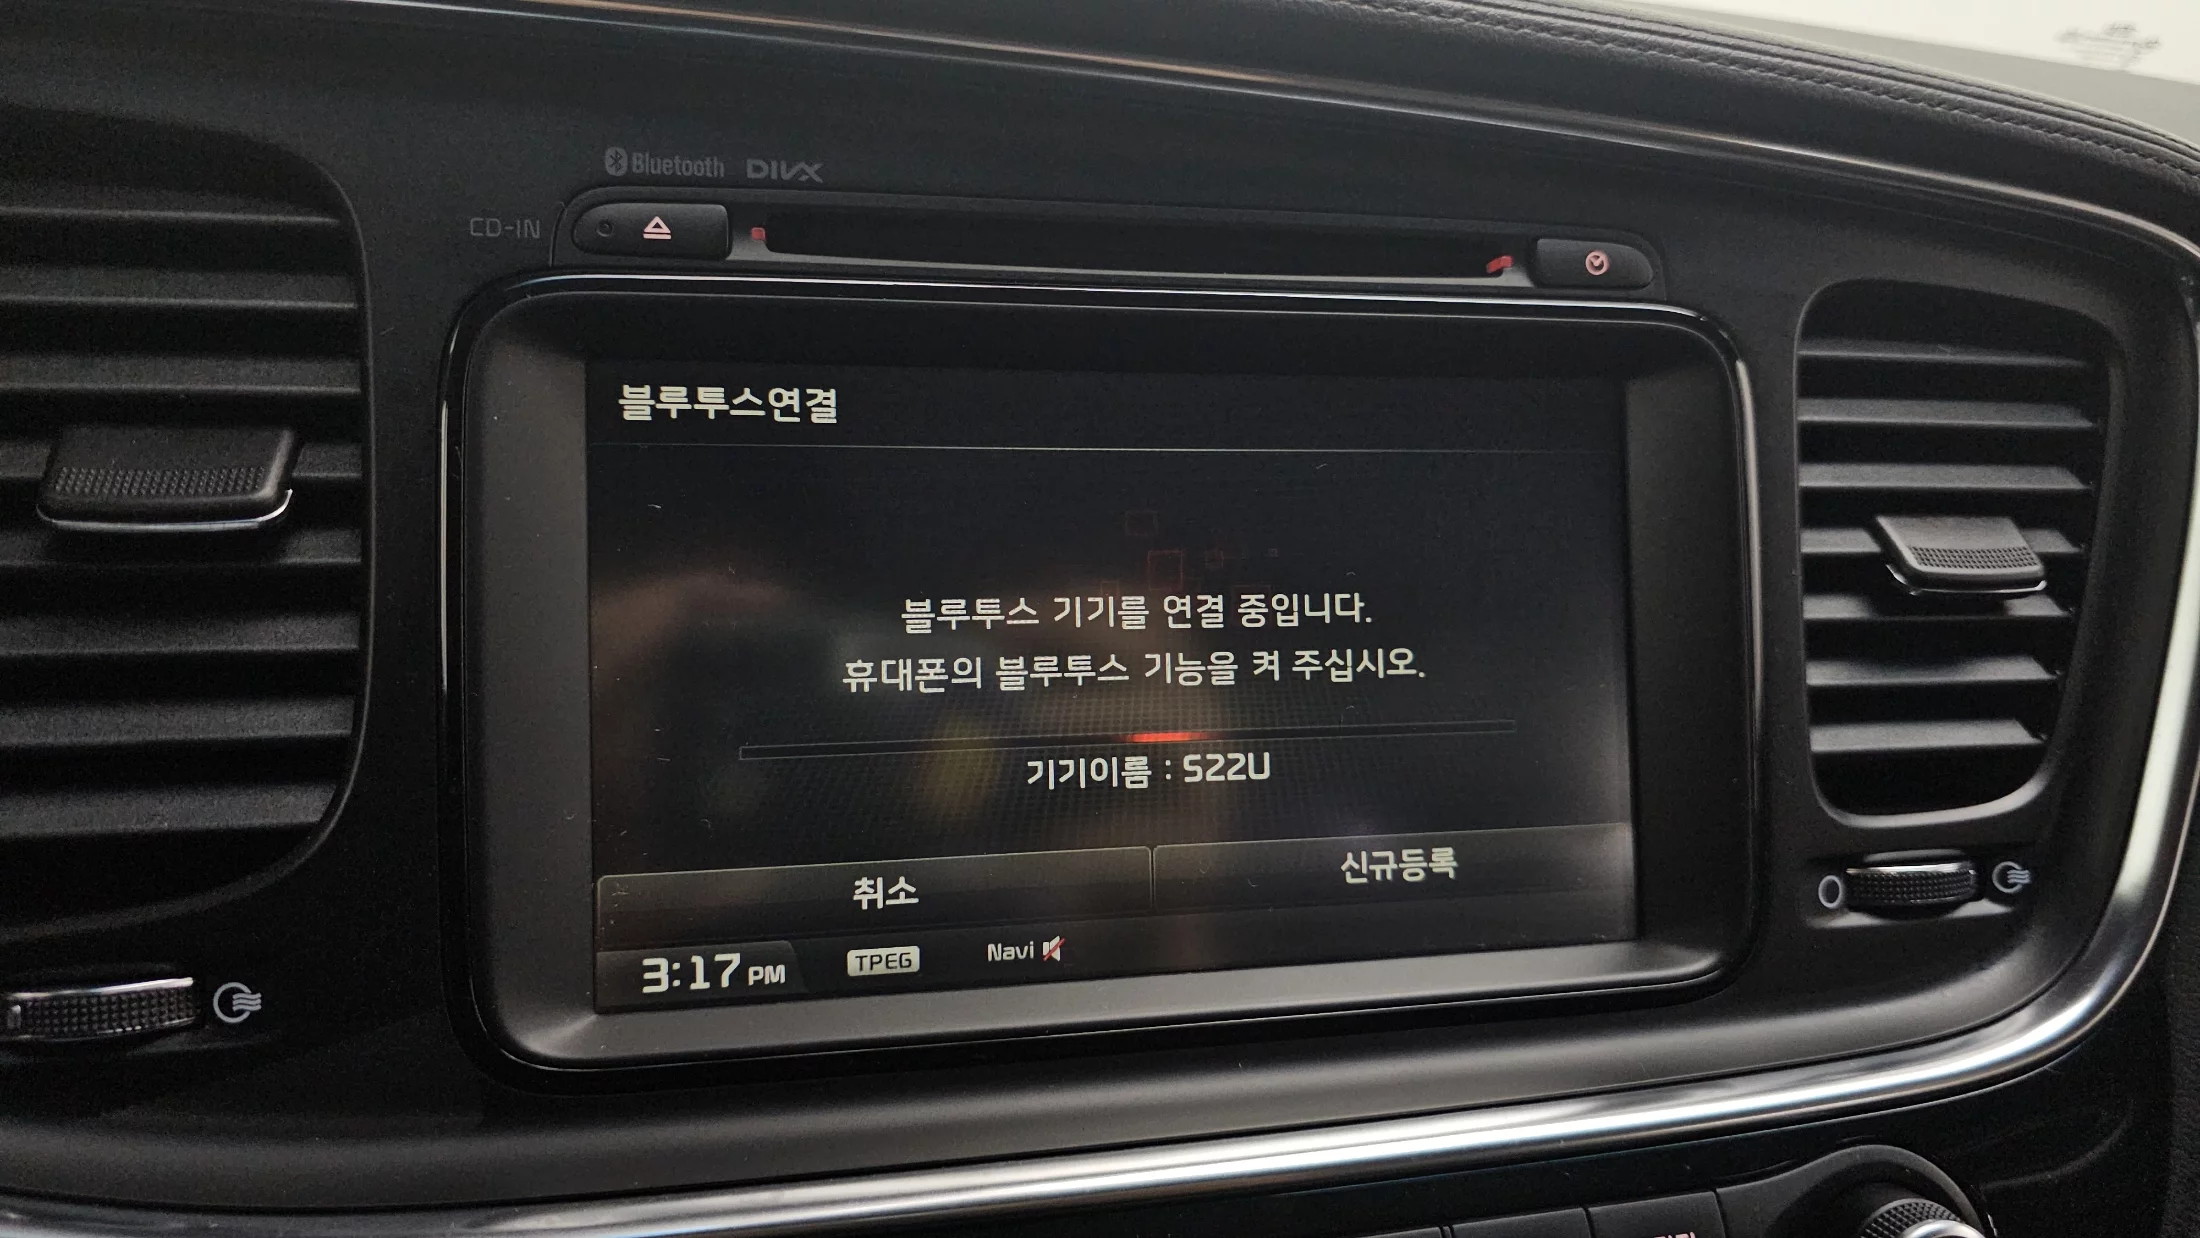 Bluetooth DIVX
CD-IN
블루투스연결
블루투스 기기를 연결 중입니다.
휴대폰의 블루투스 기능을 켜 주십시오.
기기이름 : S22U
취소
신규등록
3:17 PM
TPEG
Navi